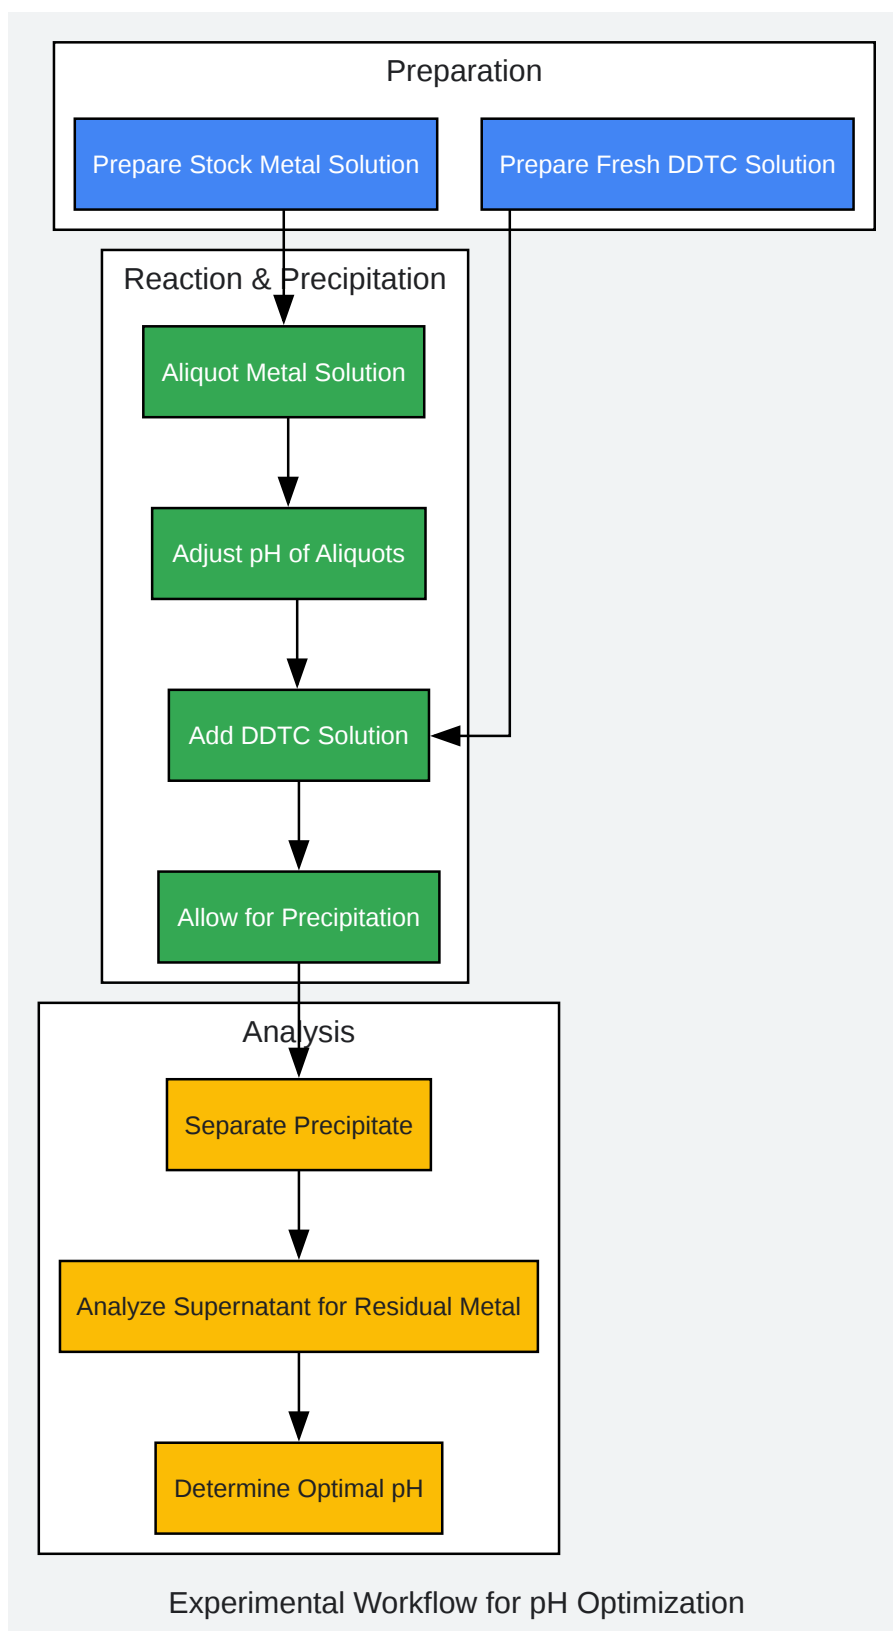 Preparation
Prepare Stock Metal Solution
Prepare Fresh DDTC Solution
Reaction & Precipitation
Aliquot Metal Solution
Adjust pH of Aliquots
Add DDTC Solution
Allow for Precipitation
Analysis
Separate Precipitate
Analyze Supernatant for Residual Metal
Determine Optimal pH
Experimental Workflow for pH Optimization